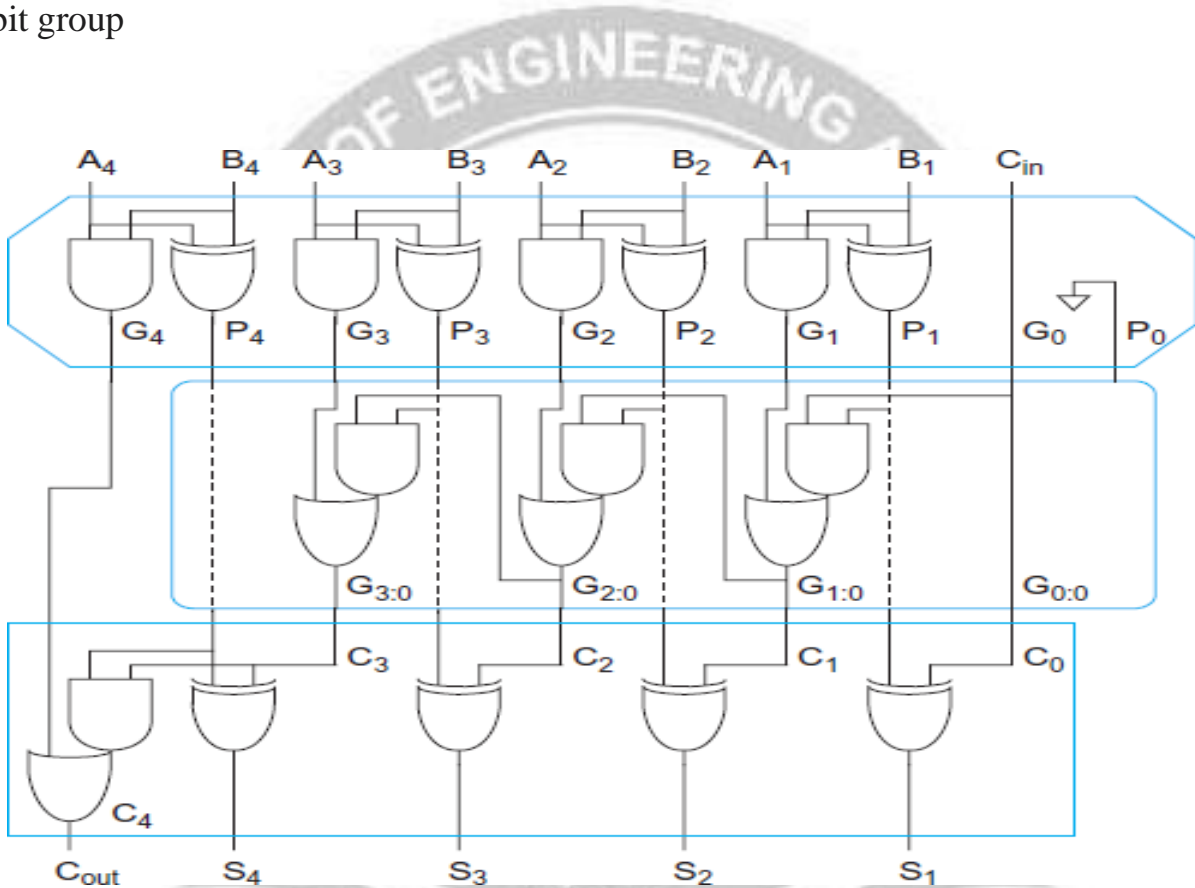 bit group
OF ENGINEERING A
A4 B4 A3 B3 A2 B2 A1 B1 Cin
G4 P4 G3 P3 G2 P2 G1 P1 G0 P0
G3:0 G2:0 G1:0 G0:0
C3 C2 C1 C0
C4
Cout S4 S3 S2 S1